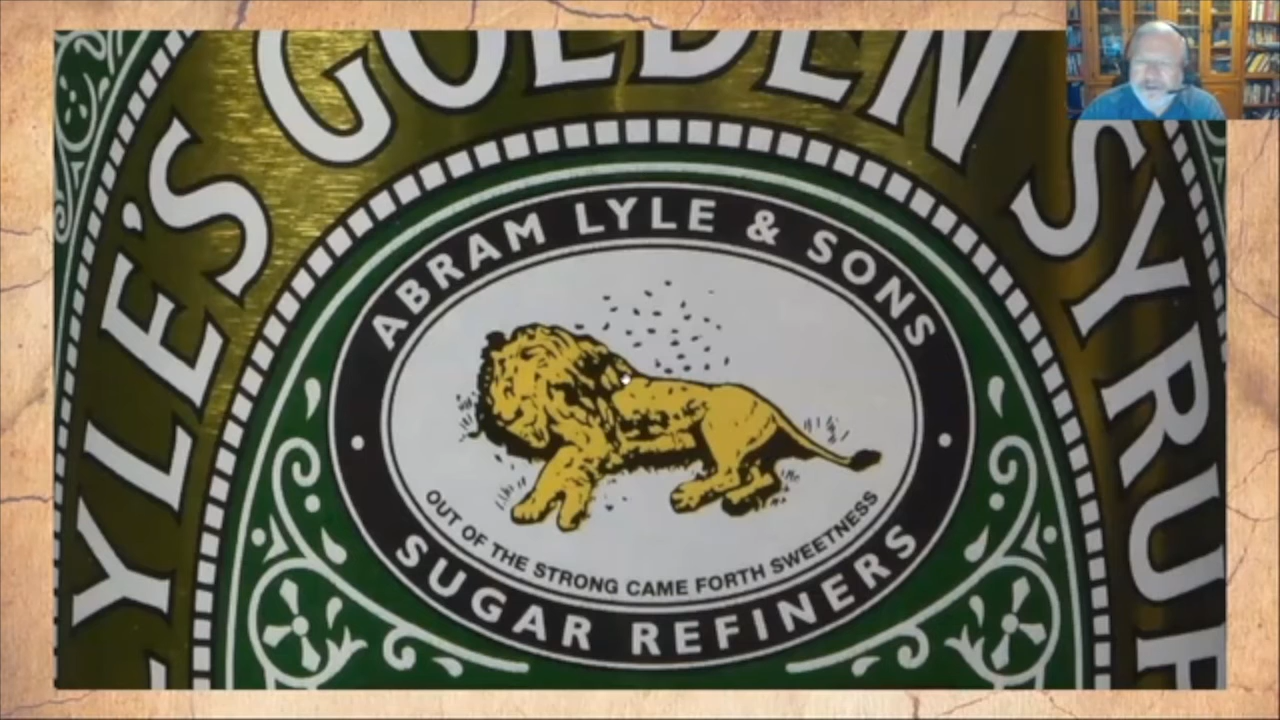 LYLE'S GOLDEN SYRUP
ABRAM LYLE & SONS
OUT OF THE STRONG CAME FORTH SWEETNESS
SUGAR REFINERS